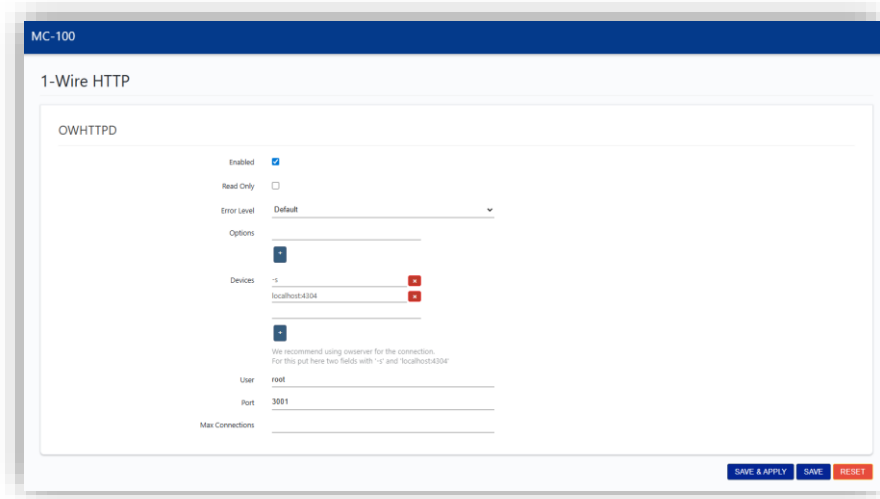 MC-100
1-Wire HTTP
OWHTTPD
Enabled
Read Only
Error Level Default
Options
+
Devices -s x
localhost:4304 x
+
We recommend using owserver for the connection.
For this put here two fields with '-s' and 'localhost:4304'
User root
Port 3001
Max Connections
SAVE & APPLY SAVE RESET